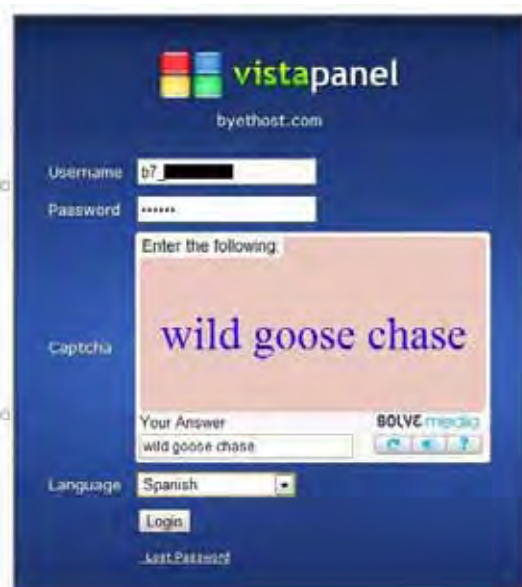 vistapanel
byethost.com
Username b7_
Password ······
Enter the following:
wild goose chase
Captcha
Your Answer
SOLVE media
wild goose chase
?
Language Spanish
Login
Lost Password